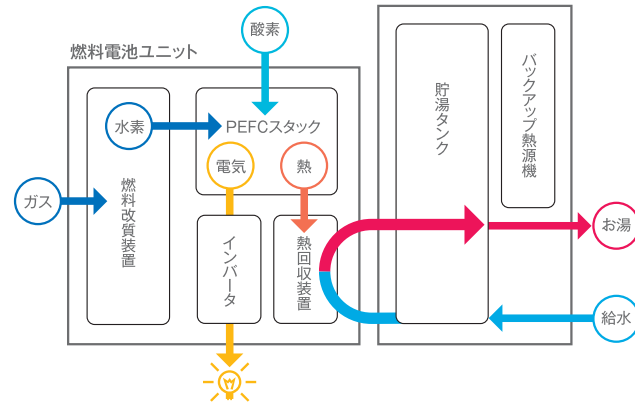 酸素
燃料電池ユニット
水素
PEFCスタック
電気
熱
ガス
燃料改質装置
インバータ
熱回収装置
貯湯タンク
バックアップ熱源機
お湯
給水